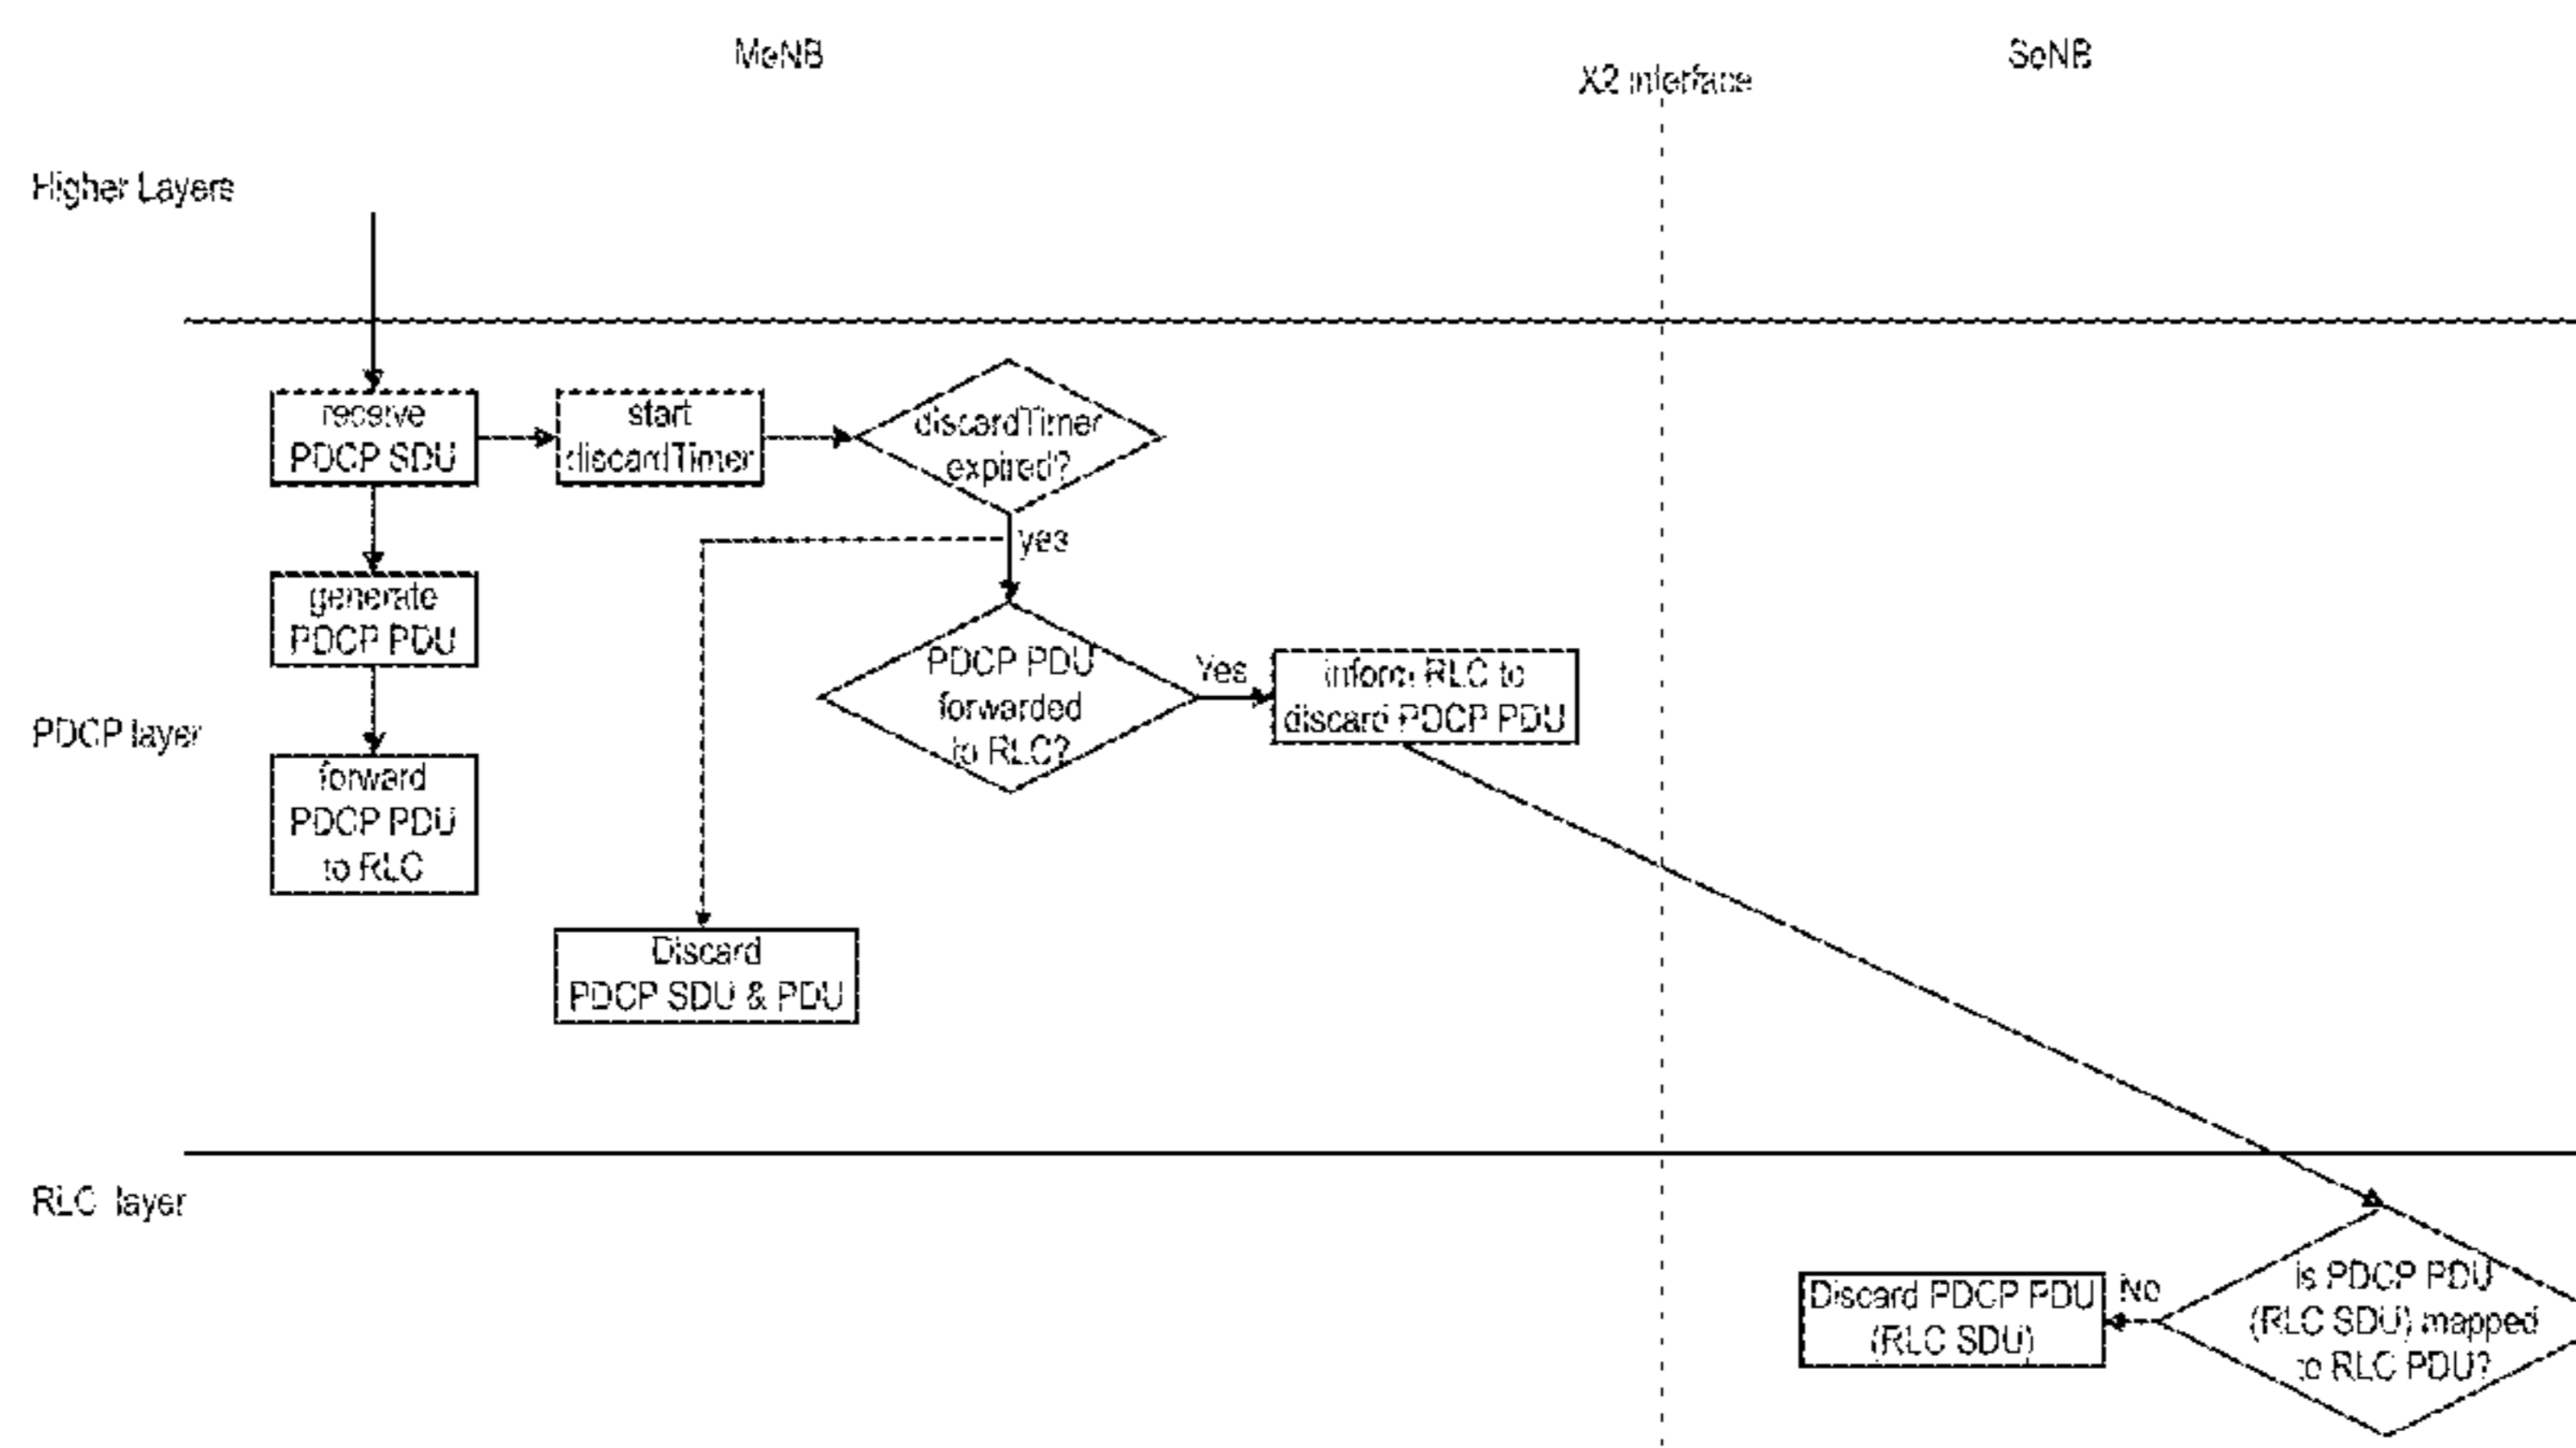 MeNB
SeNB
X2 interface
Higher Layers
receive
PDCP SDU
start
discardTimer
discardTimer
expired?
yes
generate
PDCP PDU
PDCP PDU
forwarded
to RLC?
Yes
inform RLC to
discard PDCP PDU
PDCP layer
forward
PDCP PDU
to RLC
Discard
PDCP SDU & PDU
RLC layer
is PDCP PDU
(RLC SDU) mapped
to RLC PDU?
No
Discard PDCP PDU
(RLC SDU)